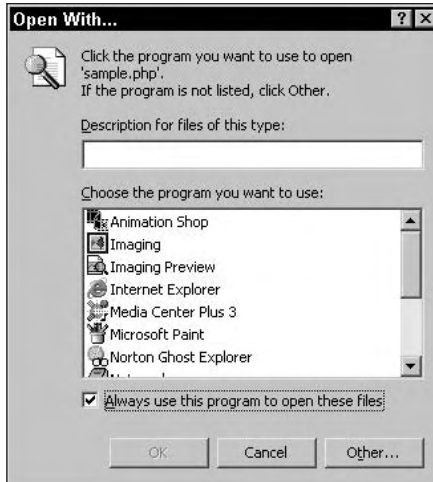 Open With...
Click the program you want to use to open
'sample.php'.
If the program is not listed, click Other.
Description for files of this type:
Choose the program you want to use:
Animation Shop
Imaging
Imaging Preview
Internet Explorer
Media Center Plus 3
Microsoft Paint
Norton Ghost Explorer
Always use this program to open these files
OK
Cancel
Other...